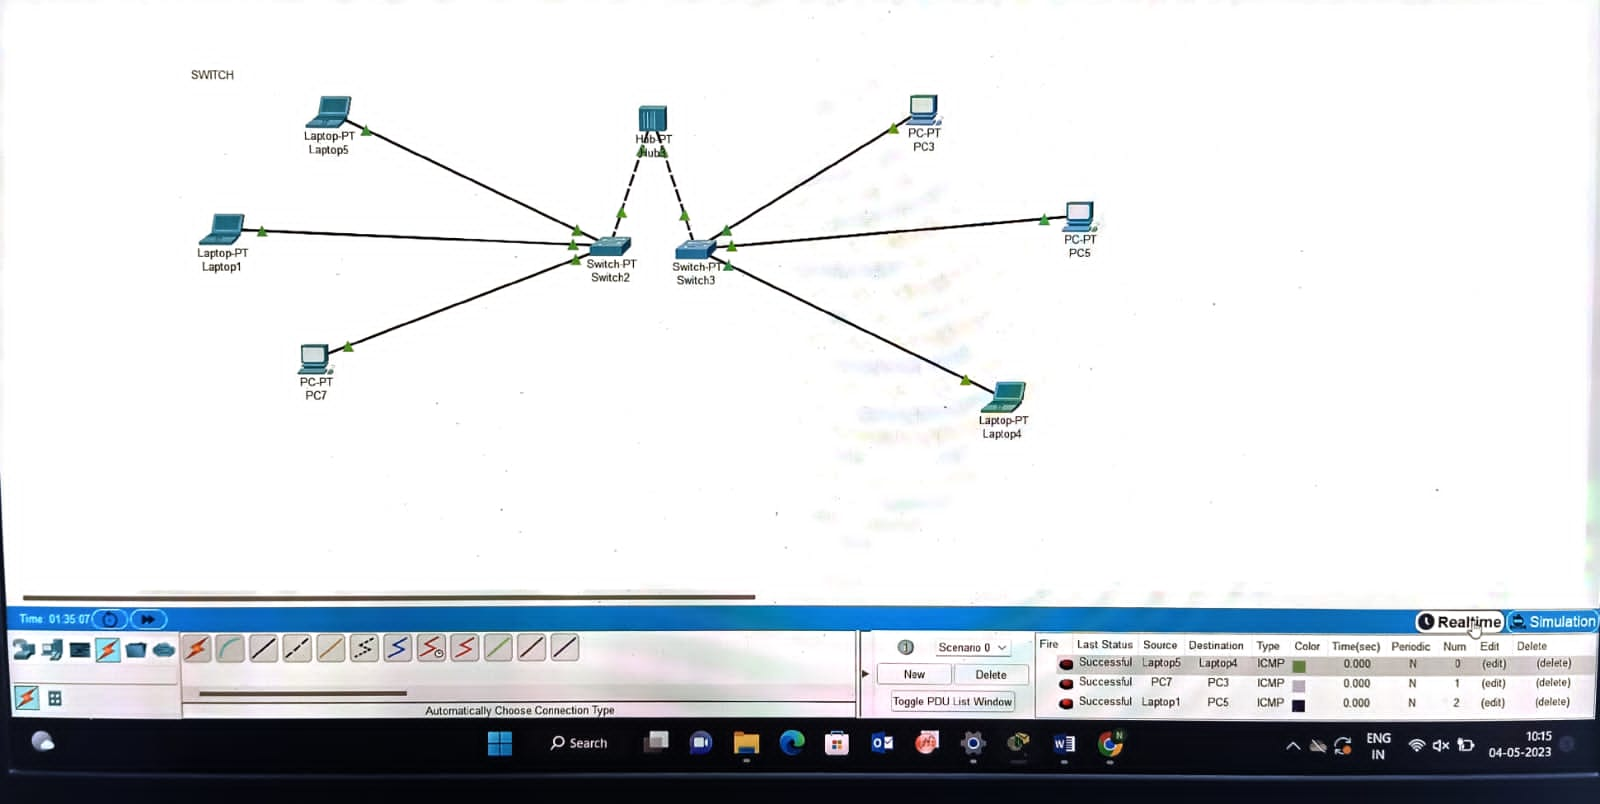 SWITCH
Laptop-PT
Laptop5
Hub-PT
PC-PT
PC3
Laptop-PT
Laptop1
PC-PT
PC5
Switch-PT
Switch2
Switch-PT
Switch3
PC-PT
PC7
Laptop-PT
Laptop4
Time: 01:35:07
Realtime
Simulation
Scenario 0
New
Delete
Toggle PDU List Window
Automatically Choose Connection Type
Fire Last Status Source Destination Type Color Time(sec) Periodic Num Edit Delete
Successful Laptop5 Laptop4 ICMP 0.000 N 0 (edit) (delete)
Successful PC7 PC3 ICMP 0.000 N 1 (edit) (delete)
Successful Laptop1 PC5 ICMP 0.000 N 2 (edit) (delete)
Search
ENG
IN
10:15
04-05-2023